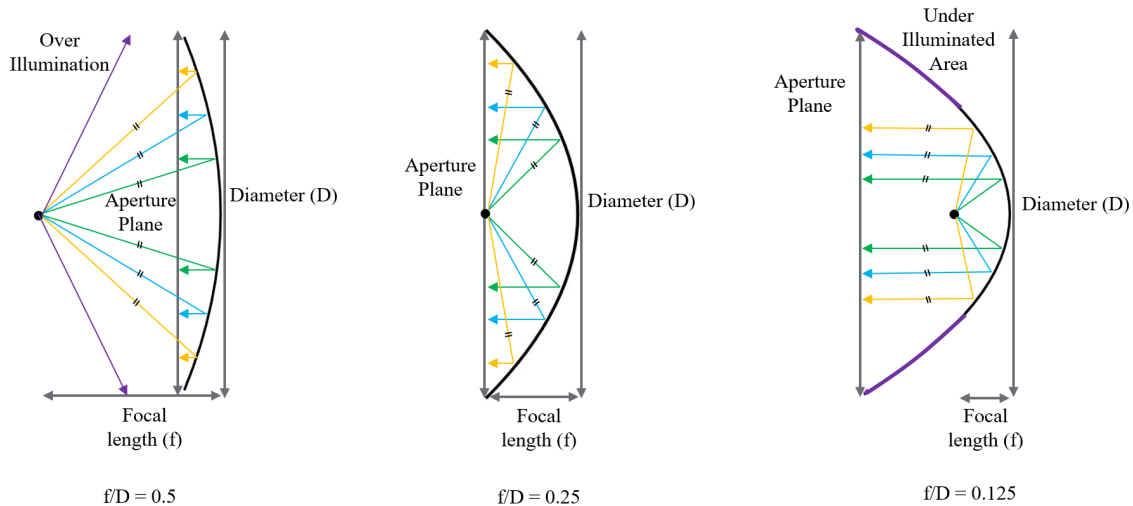 Over
Illumination
Aperture
Plane
Diameter (D)
Focal
length (f)
f/D = 0.5
Aperture
Plane
Diameter (D)
Focal
length (f)
f/D = 0.25
Under
Illuminated
Area
Aperture
Plane
Diameter (D)
Focal
length (f)
f/D = 0.125